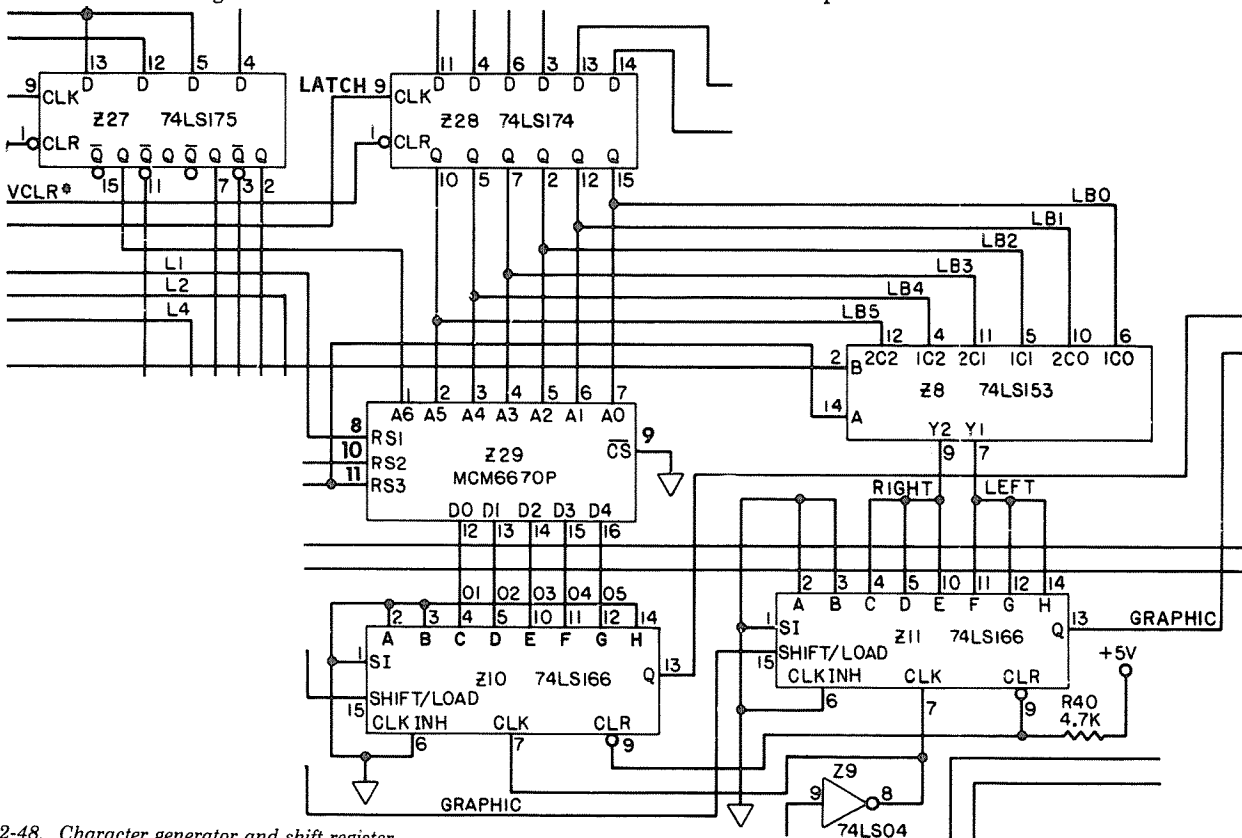 13 12 5 4
D D D D
9 CLK
Z27 74LS175
1 CLR
Q̅ Q Q̅ Q Q̅ Q Q̅ Q
15 11 7 3 2
VCLR*
L1
L2
L4
11 4 6 3 13 14
LATCH 9 D D D D D D
CLK
Z28 74LS174
1 CLR
Q Q Q Q Q Q
10 5 7 2 12 15
LB0
LB1
LB2
LB3
LB4
LB5
12 4 11 5 10 6
2C2 1C2 2C1 1C1 2C0 1C0
2 B
Z8 74LS153
14 A
Y2 Y1
9 7
RIGHT LEFT
1 2 3 4 5 6 7
A6 A5 A4 A3 A2 A1 A0
8 RS1
10 RS2
11 RS3
Z29
MCM6670P
C̅S̅ 9
D0 D1 D2 D3 D4
12 13 14 15 16
O1 O2 O3 O4 O5
2 3 4 5 10 11 12 14
A B C D E F G H
1 SI
Q 13
Z10 74LS166
SHIFT/LOAD
15
CLK INH CLK CLR
6 7 9
GRAPHIC
2 3 4 5 10 11 12 14
A B C D E F G H
1 SI
Q 13
GRAPHIC
Z11 74LS166
15 SHIFT/LOAD
CLK INH CLK CLR
6 7 9
+5V
R40
4.7K
Z9
9 8
74LS04
2-48. Character generator and shift register